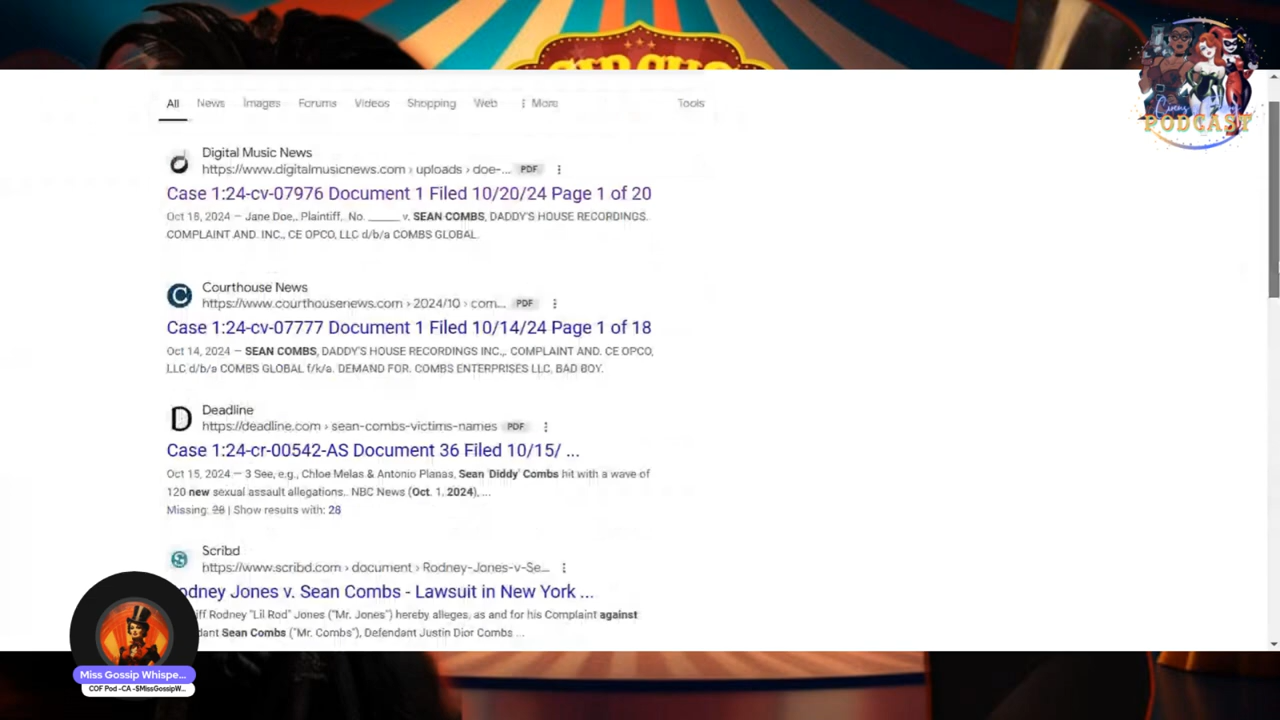 Cirens
PODCAST
All News Images Forums Videos Shopping Web More Tools
Digital Music News
https://www.digitalmusicnews.com › uploads › doe-... PDF
Case 1:24-cv-07976 Document 1 Filed 10/20/24 Page 1 of 20
Oct 18, 2024 — Jane Doe,. Plaintiff,. No. ______ v. SEAN COMBS, DADDY'S HOUSE RECORDINGS.
COMPLAINT AND. INC., CE OPCO, LLC d/b/a COMBS GLOBAL.
Courthouse News
https://www.courthousenews.com › 2024/10 › com... PDF
Case 1:24-cv-07777 Document 1 Filed 10/14/24 Page 1 of 18
Oct 14, 2024 — SEAN COMBS, DADDY'S HOUSE RECORDINGS INC.,. COMPLAINT AND. CE OPCO,
LLC d/b/a COMBS GLOBAL f/k/a. DEMAND FOR. COMBS ENTERPRISES LLC, BAD BOY.
Deadline
https://deadline.com › sean-combs-victims-names PDF
Case 1:24-cr-00542-AS Document 36 Filed 10/15/ ...
Oct 15, 2024 — 3 See, e.g., Chloe Melas & Antonio Planas, Sean 'Diddy' Combs hit with a wave of
120 new sexual assault allegations,. NBC News (Oct. 1, 2024), ...
Missing: 28 | Show results with: 28
Scribd
https://www.scribd.com › document › Rodney-Jones-v-Se...
odney Jones v. Sean Combs - Lawsuit in New York ...
iff Rodney "Lil Rod" Jones ("Mr. Jones") hereby alleges, as and for his Complaint against
dant Sean Combs ("Mr. Combs"), Defendant Justin Dior Combs ...
Miss Gossip Whispe...
COF Pod -CA -$MissGossipW...